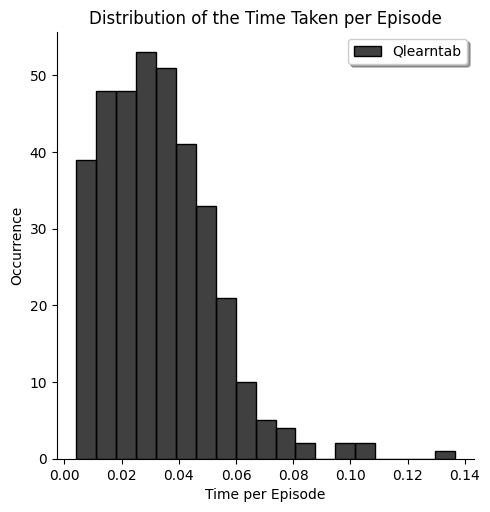 Distribution of the Time Taken per Episode
Qlearntab
Occurrence
50
40
30
20
10
0
0.00 0.02 0.04 0.06 0.08 0.10 0.12 0.14
Time per Episode